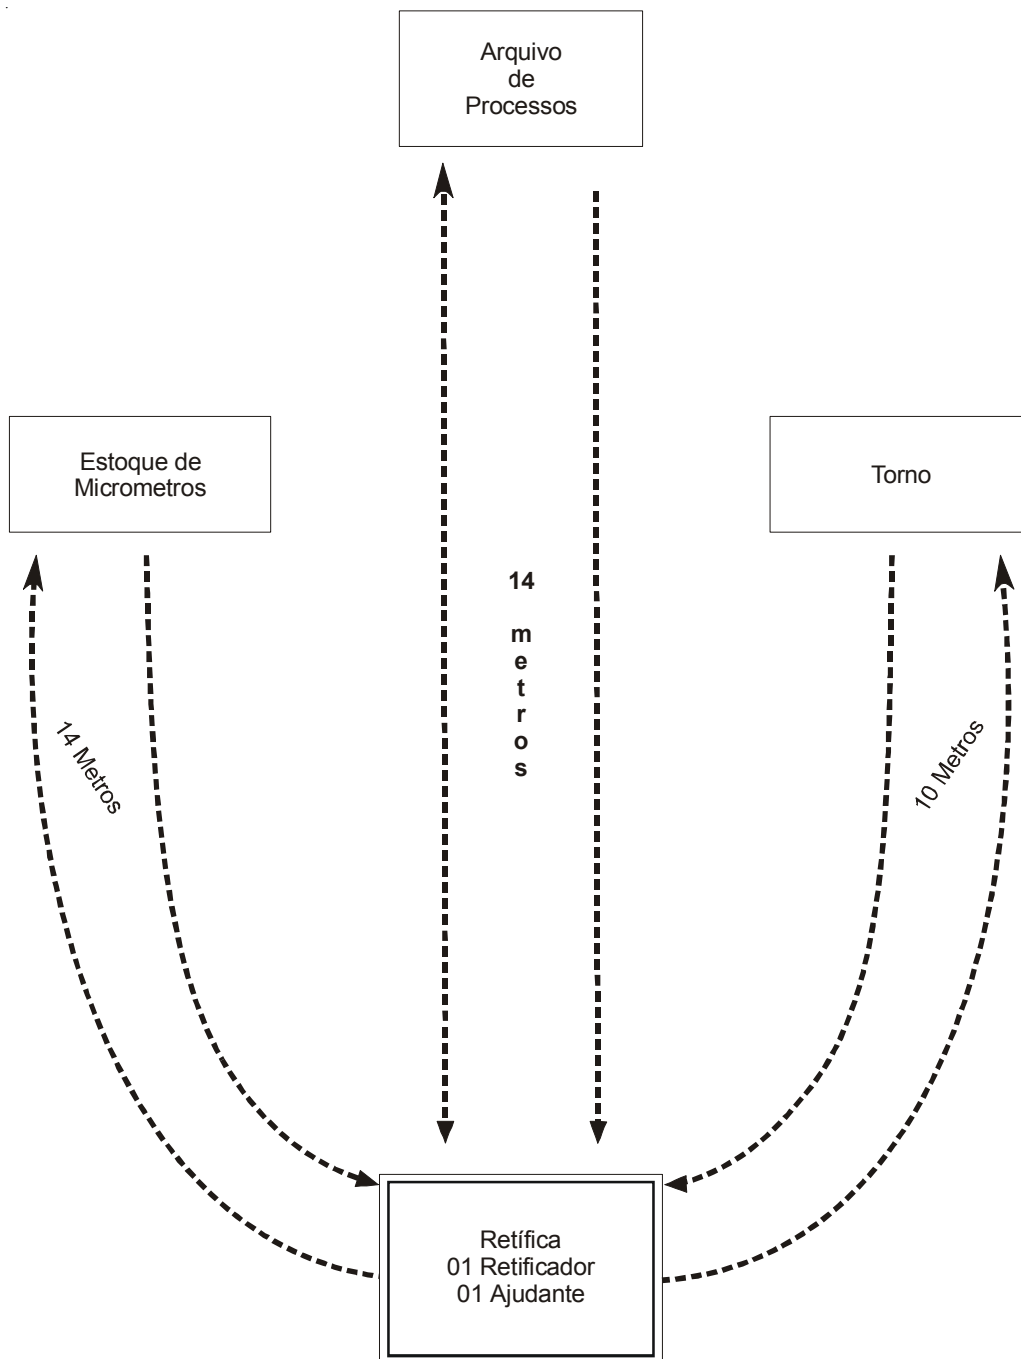 Arquivo
de
Processos
Estoque de
Micrometros
Torno
14
m
e
t
r
o
s
14 Metros
10 Metros
Retífica
01 Retificador
01 Ajudante